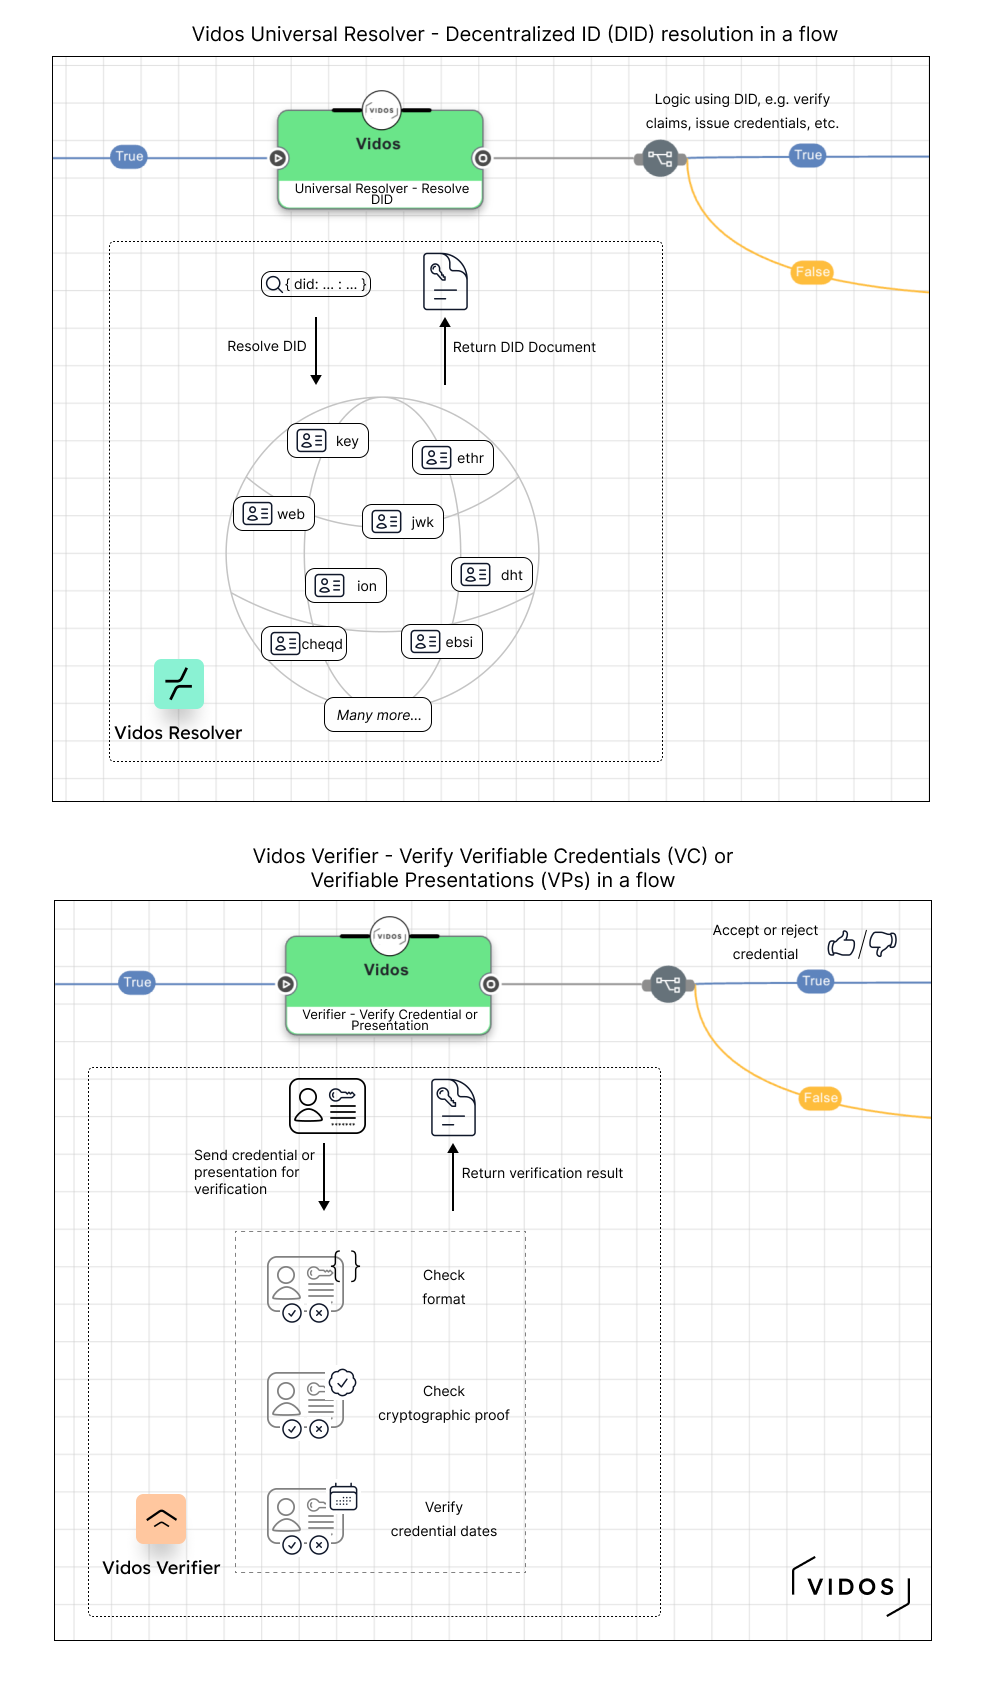 Vidos Universal Resolver - Decentralized ID (DID) resolution in a flow
VIDOS
Vidos
Universal Resolver - Resolve
DID
True
Logic using DID, e.g. verify
claims, issue credentials, etc.
True
False
{ did: ... : ... }
Resolve DID
Return DID Document
key
ethr
web
jwk
ion
dht
cheqd
ebsi
Many more...
Vidos Resolver
Vidos Verifier - Verify Verifiable Credentials (VC) or
Verifiable Presentations (VPs) in a flow
VIDOS
Vidos
Verifier - Verify Credential or
Presentation
True
Accept or reject
credential
True
False
Send credential or
presentation for
verification
Return verification result
{ }
Check
format
Check
cryptographic proof
Verify
credential dates
Vidos Verifier
VIDOS